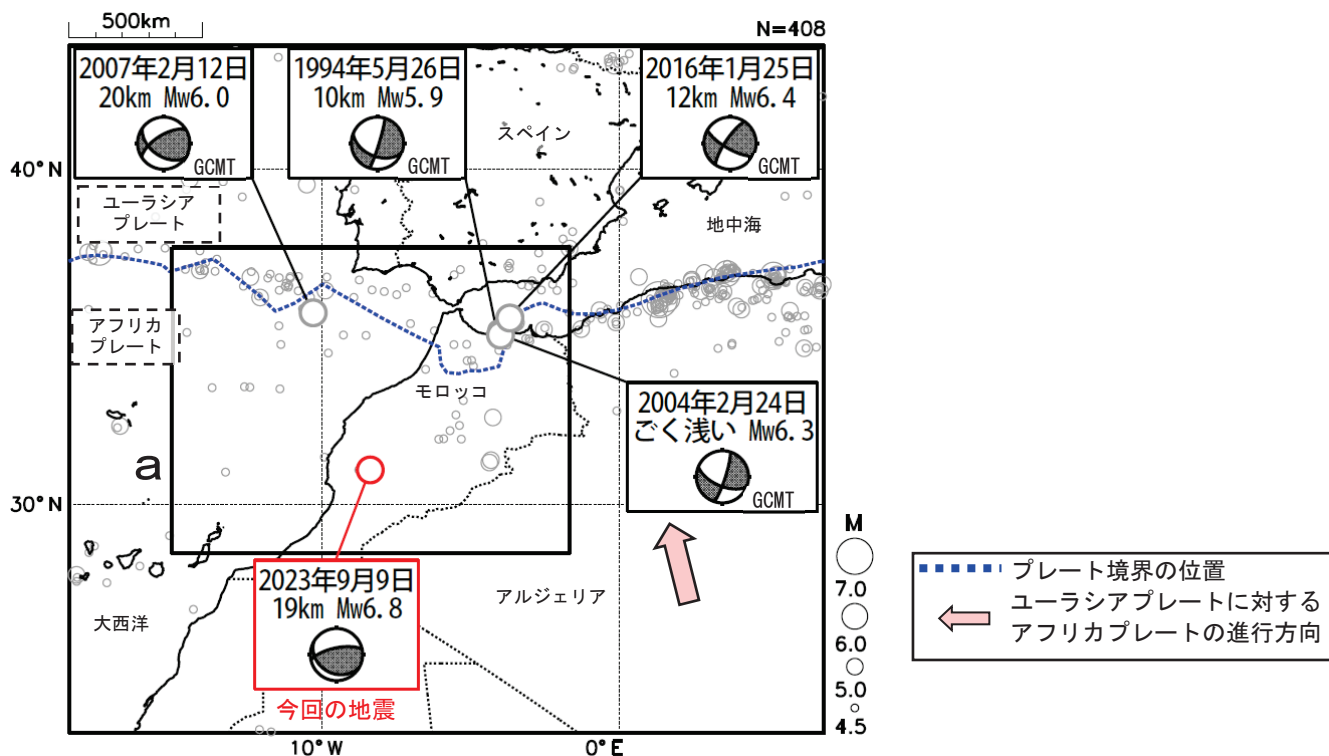 500km
N=408
2007年2月12日
20km Mw6.0
GCMT
1994年5月26日
10km Mw5.9
GCMT
2016年1月25日
12km Mw6.4
GCMT
スペイン
40°N
ユーラシア
プレート
地中海
アフリカ
プレート
モロッコ
2004年2月24日
ごく浅い Mw6.3
GCMT
a
30°N
2023年9月9日
19km Mw6.8
今回の地震
アルジェリア
大西洋
M
7.0
6.0
5.0
4.5
プレート境界の位置
ユーラシアプレートに対する
アフリカプレートの進行方向
10°W
0°E